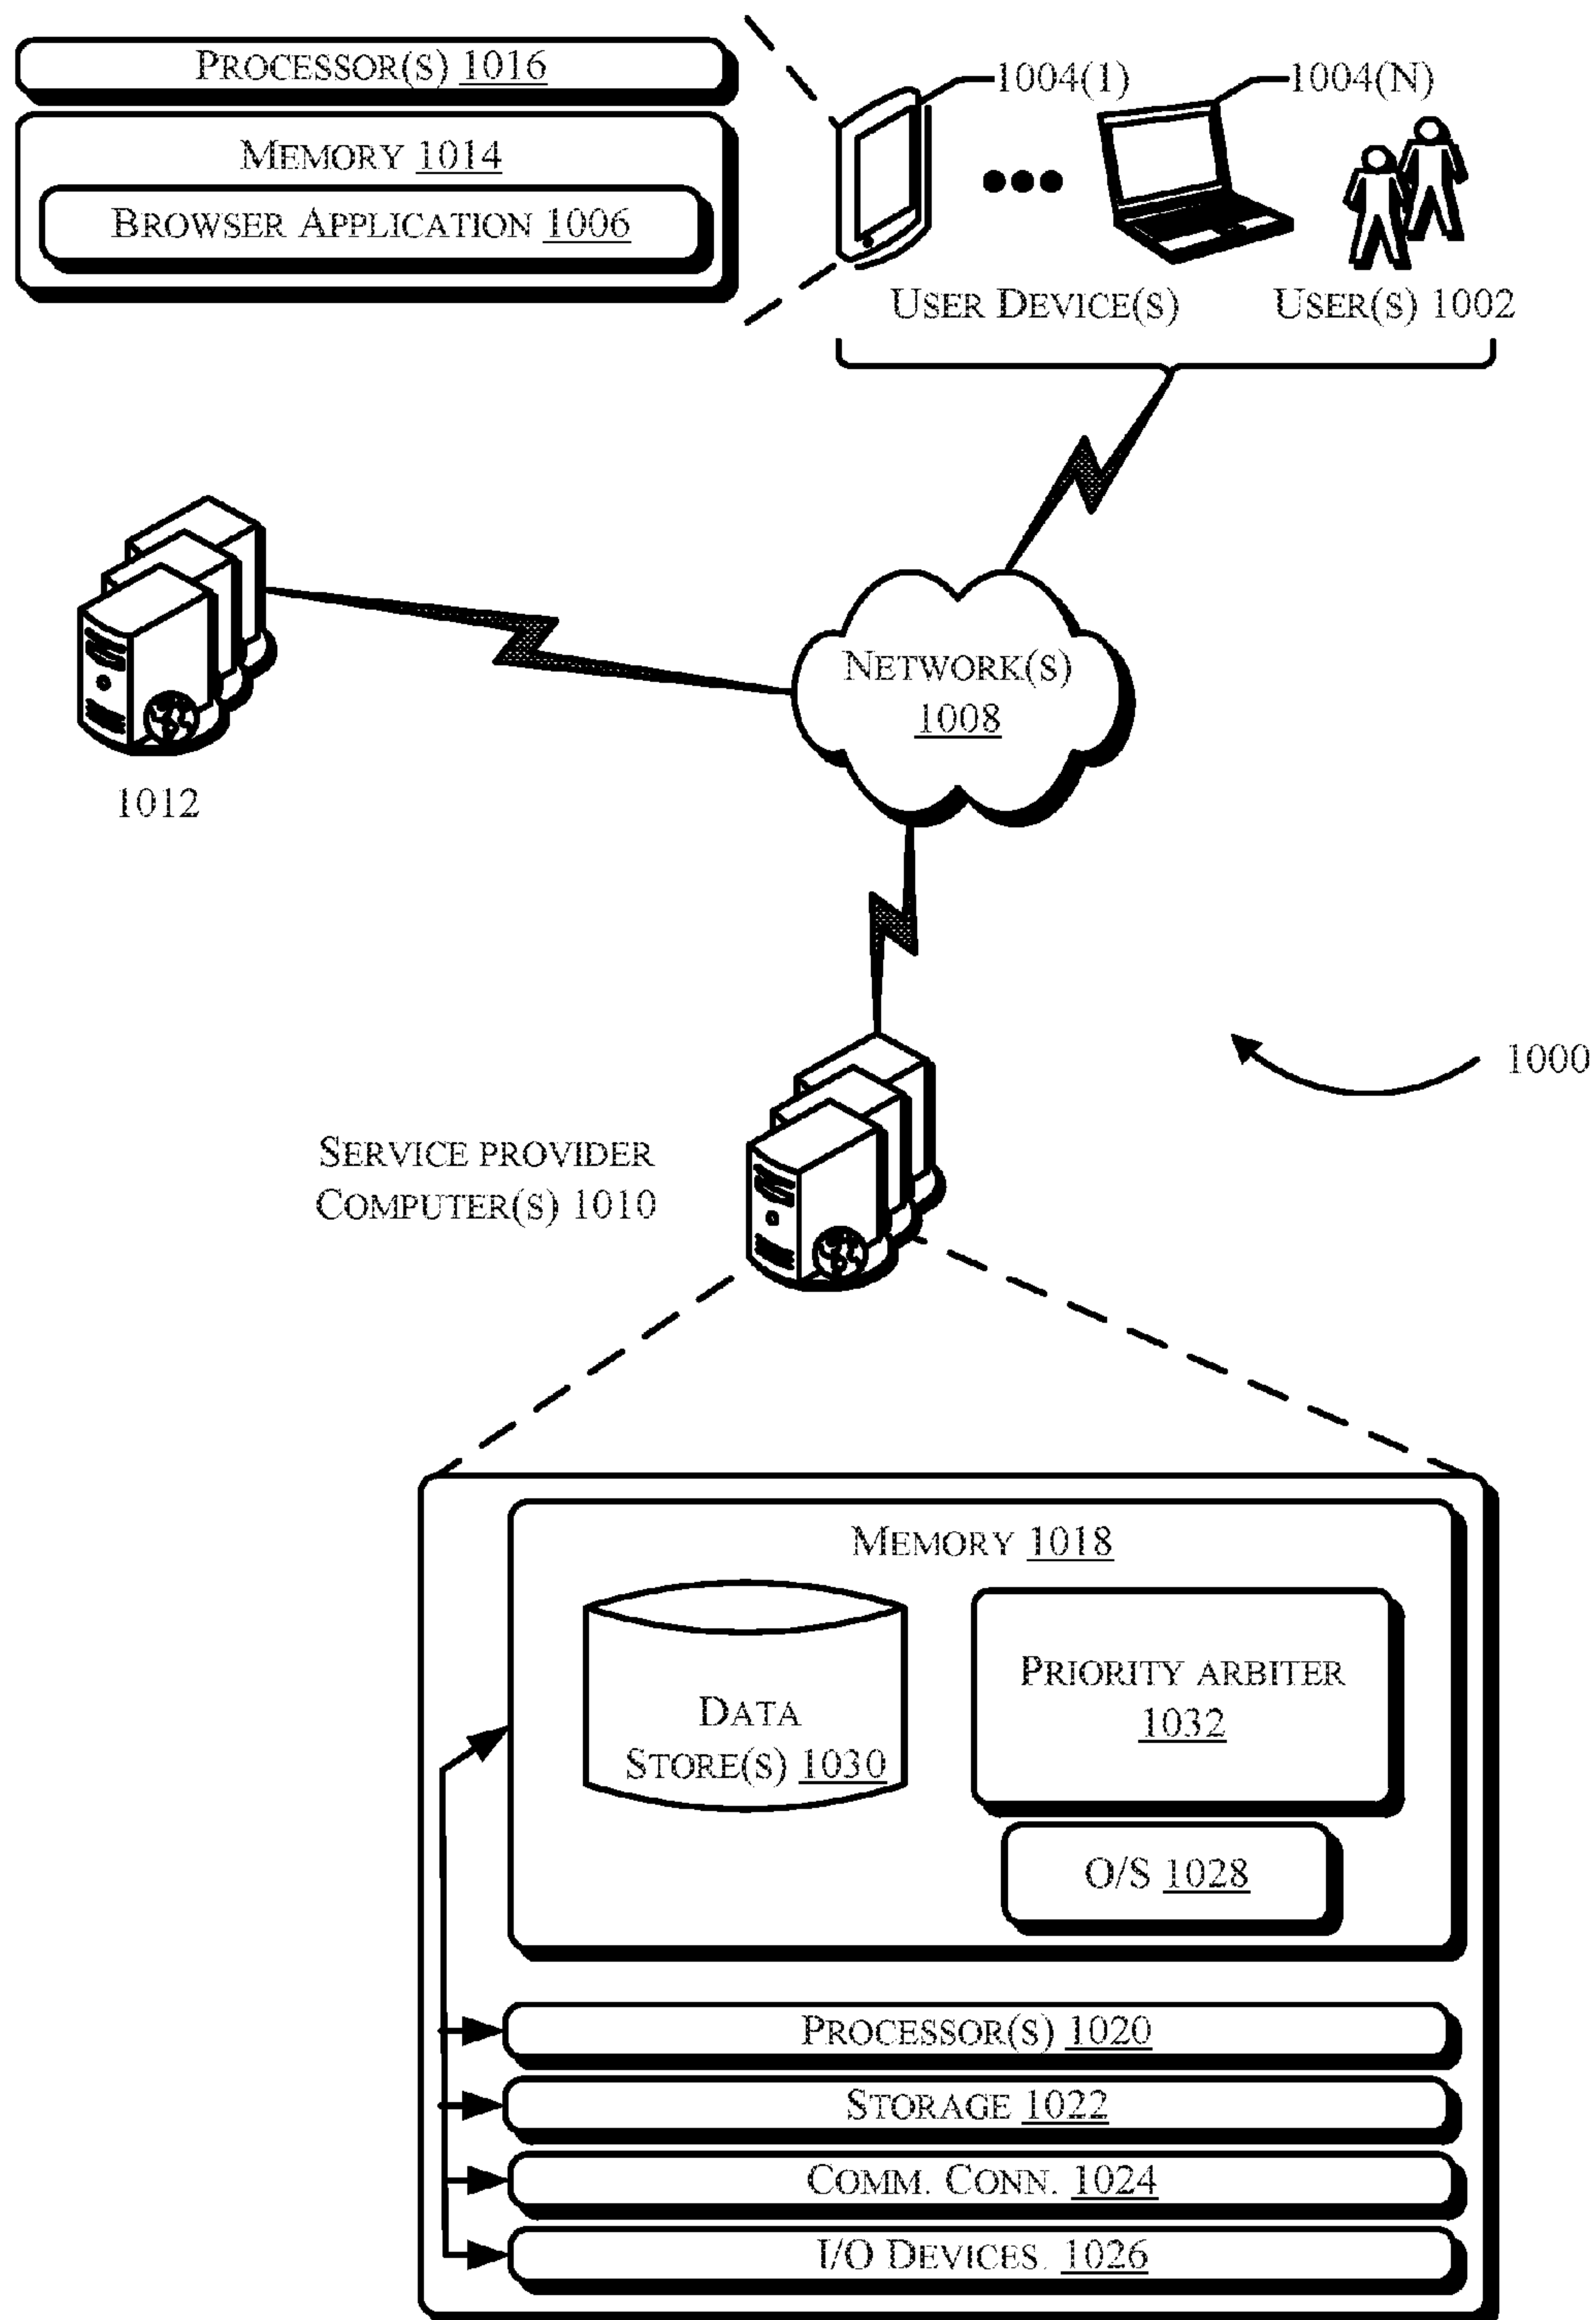 PROCESSOR(S) 1016
MEMORY 1014
BROWSER APPLICATION 1006
1004(1)
1004(N)
USER DEVICE(S)
USER(S) 1002
NETWORK(S)
1008
1012
1000
SERVICE PROVIDER
COMPUTER(S) 1010
MEMORY 1018
DATA
STORE(S) 1030
PRIORITY ARBITER
1032
O/S 1028
PROCESSOR(S) 1020
STORAGE 1022
COMM. CONN. 1024
I/O DEVICES. 1026